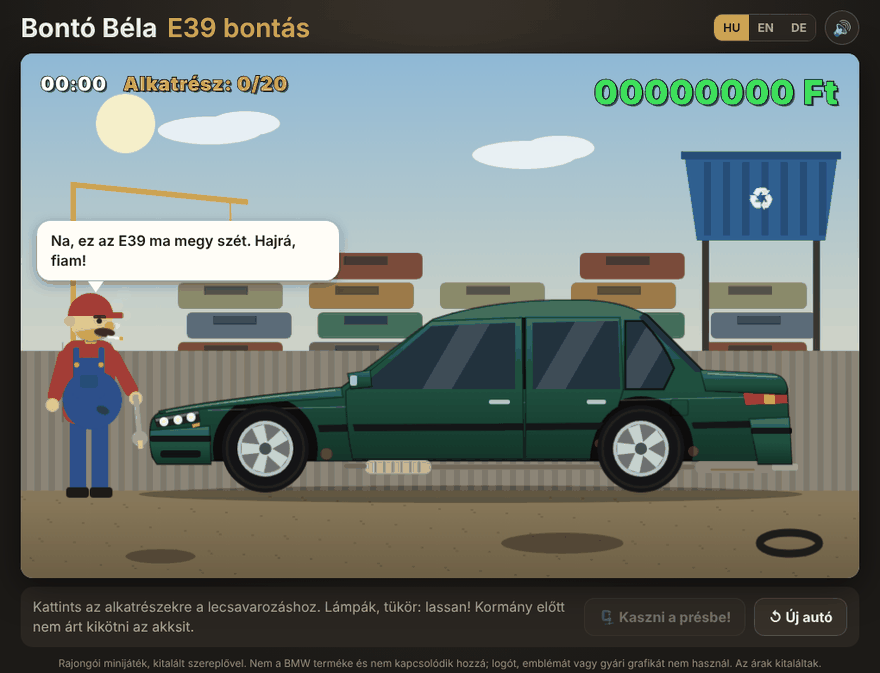 Bontó Béla E39 bontás
HU EN DE
00:00 Alkatrész: 0/20
00000000 Ft
Na, ez az E39 ma megy szét. Hajrá,
fiam!
Kattints az alkatrészekre a lecsavarozáshoz. Lámpák, tükör: lassan! Kormány előtt
nem árt kikötni az akksit.
Kaszni a présbe!
Új autó
Rajongói minijáték, kitalált szereplővel. Nem a BMW terméke és nem kapcsolódik hozzá; logót, emblémát vagy gyári grafikát nem használ. Az árak kitaláltak.